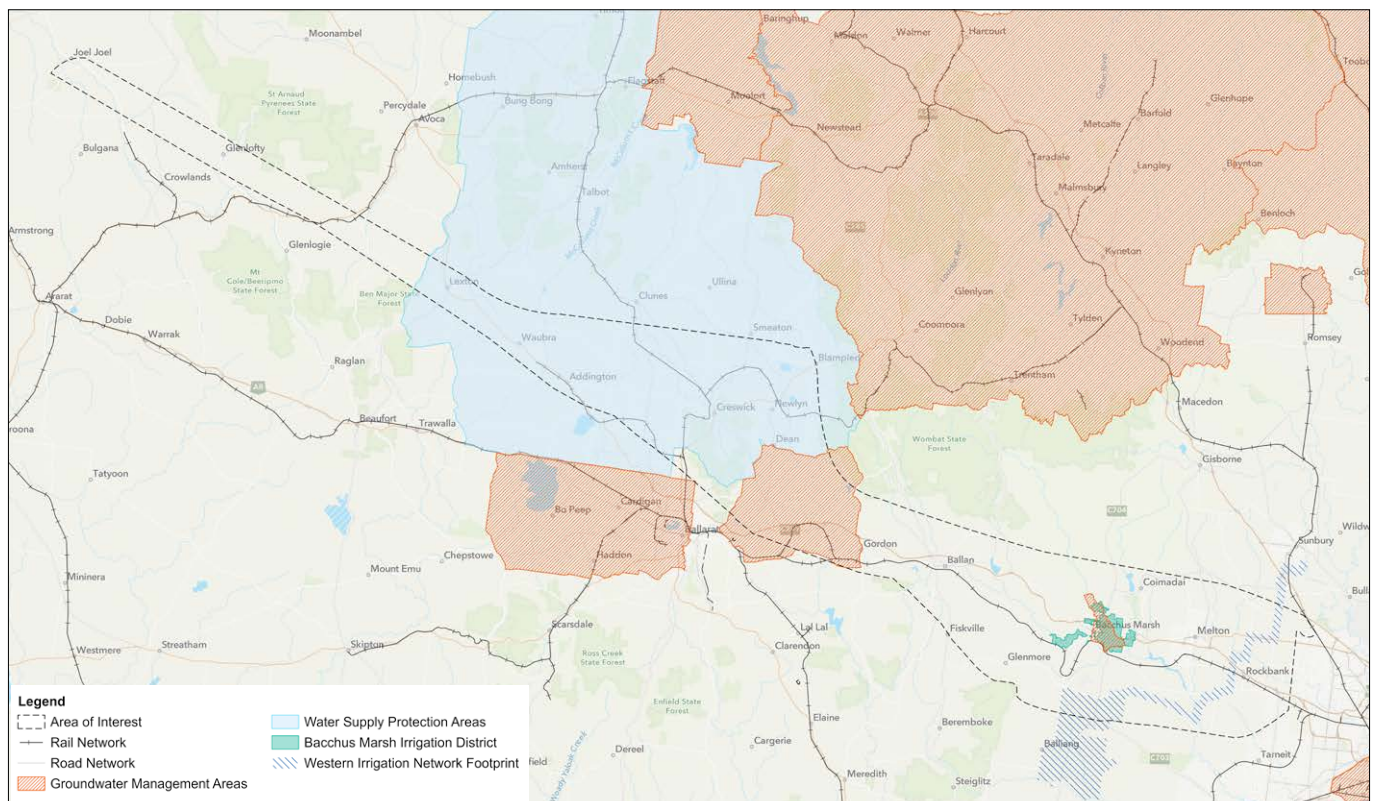 Joel Joel
Moonambel
Baringhup
Maldon
Walmer
Harcourt
Homebush
Flagstaff
St Arnaud
Pyrenees State
Forest
Percydale
Bung Bong
Moolort
Glenhope
Barfold
Avoca
Newstead
Metcalfe
Bulgana
Glenlofty
Amherst
Taradale
Langley
Baynton
Crowlands
Talbot
Malmsbury
Benloch
Armstrong
Glenlogie
Kyneton
Mt
Cole/Beeripmo
State Forest
Lexton
Ullina
Ararat
Ben Major State
Forest
Clunes
Glenlyon
Dobie
Warrak
Waubra
Smeaton
Coomoora
Tylden
Romsey
Blampied
Woodend
Raglan
Addington
Trentham
A8
Creswick
Newlyn
Macedon
Beaufort
Trawalla
Dean
Wombat State
Forest
Gisborne
Tatyoon
Bo Peep
Cardigan
C704
Ballarat
Sunbury
Chepstowe
Haddon
Gordon
Ballan
Mininera
Mount Emu
Coimadai
Scarsdale
Lal Lal
Fiskville
Bacchus Marsh
Melton
Westmere
Streatham
Skipton
Ross Creek
State Forest
Clarendon
Glenmore
Rockbank
Enfield State
Forest
Elaine
Beremboke
Balliang
Dereel
Cargerie
Tarneit
Meredith
Steiglitz
Woady Yaloak Creek
Legend
Area of Interest
Rail Network
Road Network
Groundwater Management Areas
Water Supply Protection Areas
Bacchus Marsh Irrigation District
Western Irrigation Network Footprint